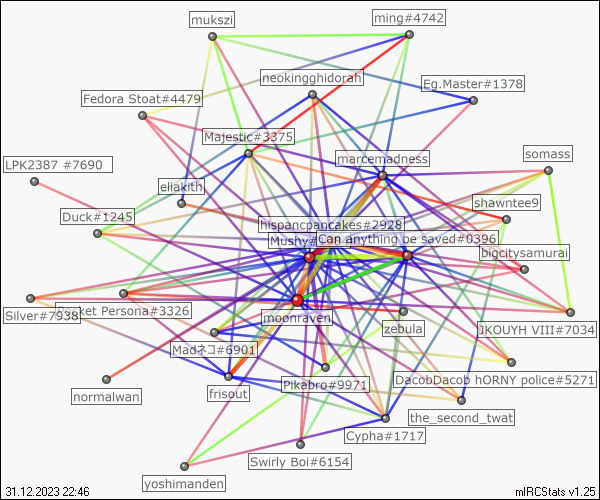 mukszi
ming#4742
neokingghidorah
Eg.Master#1378
Fedora Stoat#4479
Majestic#3375
marcemadness
somass
LPK2387 #7690
eliakith
shawntee9
Duck#1245
hispancpancakes#2928
Mushy#
Can anything be saved#0396
bigcitysamurai
Silver#7938
cket Persona#3326
moonraven
zebula
JKOUYH VIII#7034
Madネコ#6901
DacobDacob hORNY police#5271
Pikabro#9971
frisout
normalwan
the_second_twat
Cypha#1717
Swirly Boi#6154
yoshimanden
31.12.2023 22:46
mIRCStats v1.25